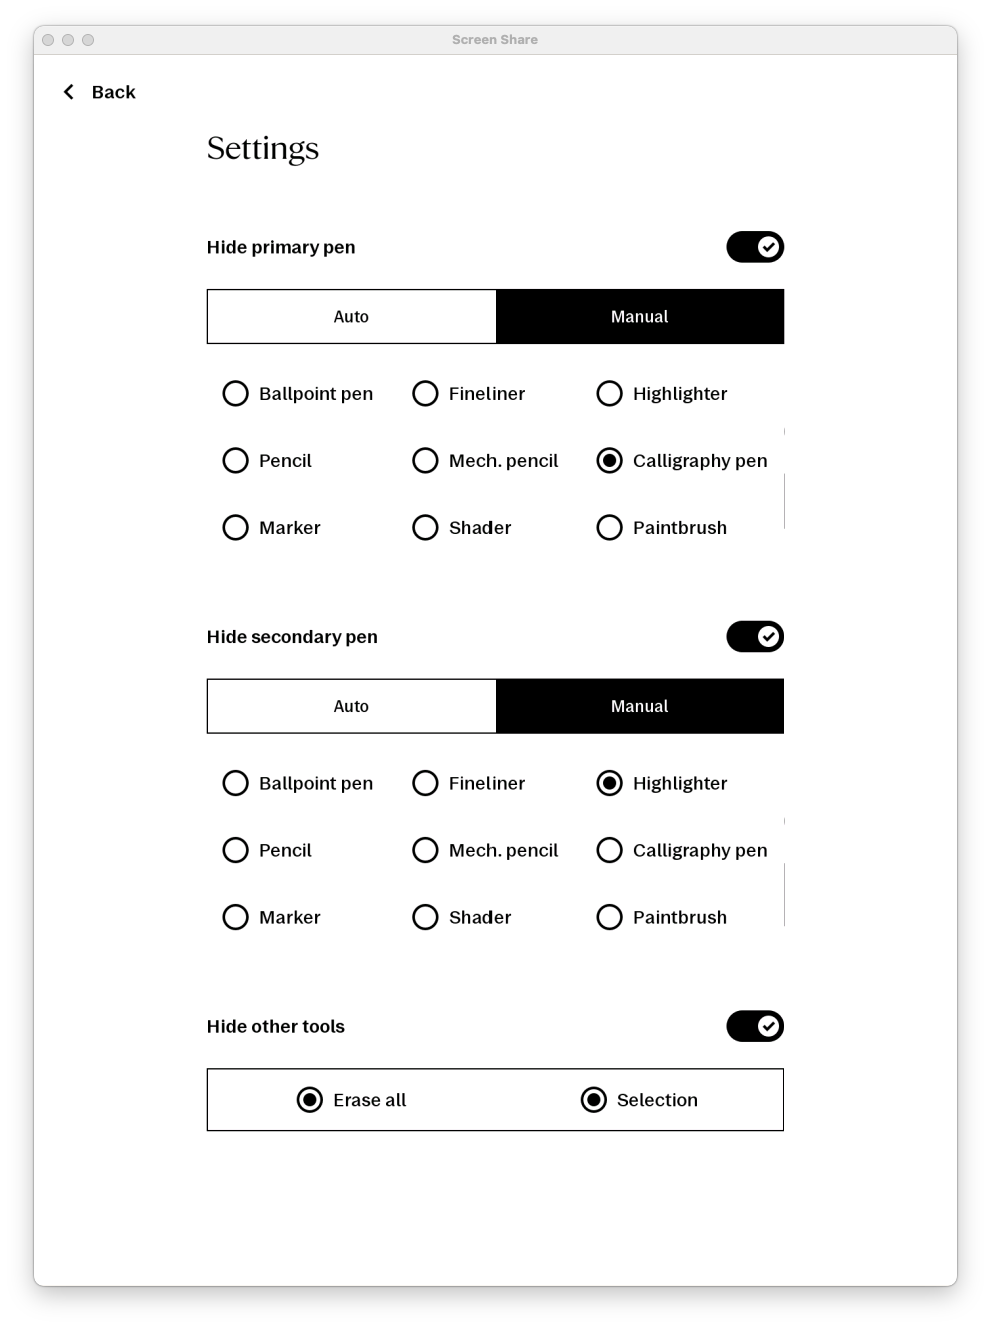 Screen Share
Back
Settings
Hide primary pen
Auto Manual
Ballpoint pen Fineliner Highlighter
Pencil Mech. pencil Calligraphy pen
Marker Shader Paintbrush
Hide secondary pen
Auto Manual
Ballpoint pen Fineliner Highlighter
Pencil Mech. pencil Calligraphy pen
Marker Shader Paintbrush
Hide other tools
Erase all Selection